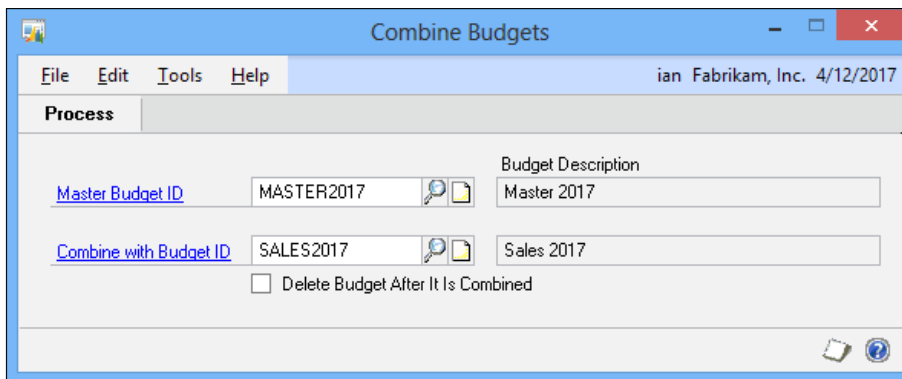 Combine Budgets
File Edit Tools Help ian Fabrikam, Inc. 4/12/2017
Process
Budget Description
Master Budget ID MASTER2017 Master 2017
Combine with Budget ID SALES2017 Sales 2017
Delete Budget After It Is Combined